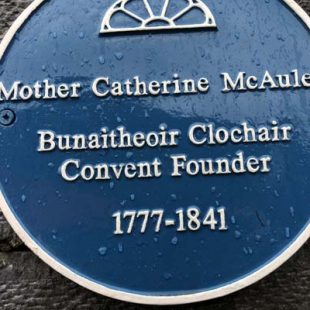 Mother Catherine McAule
Bunaitheoir Clochair
Convent Founder
1777-1841